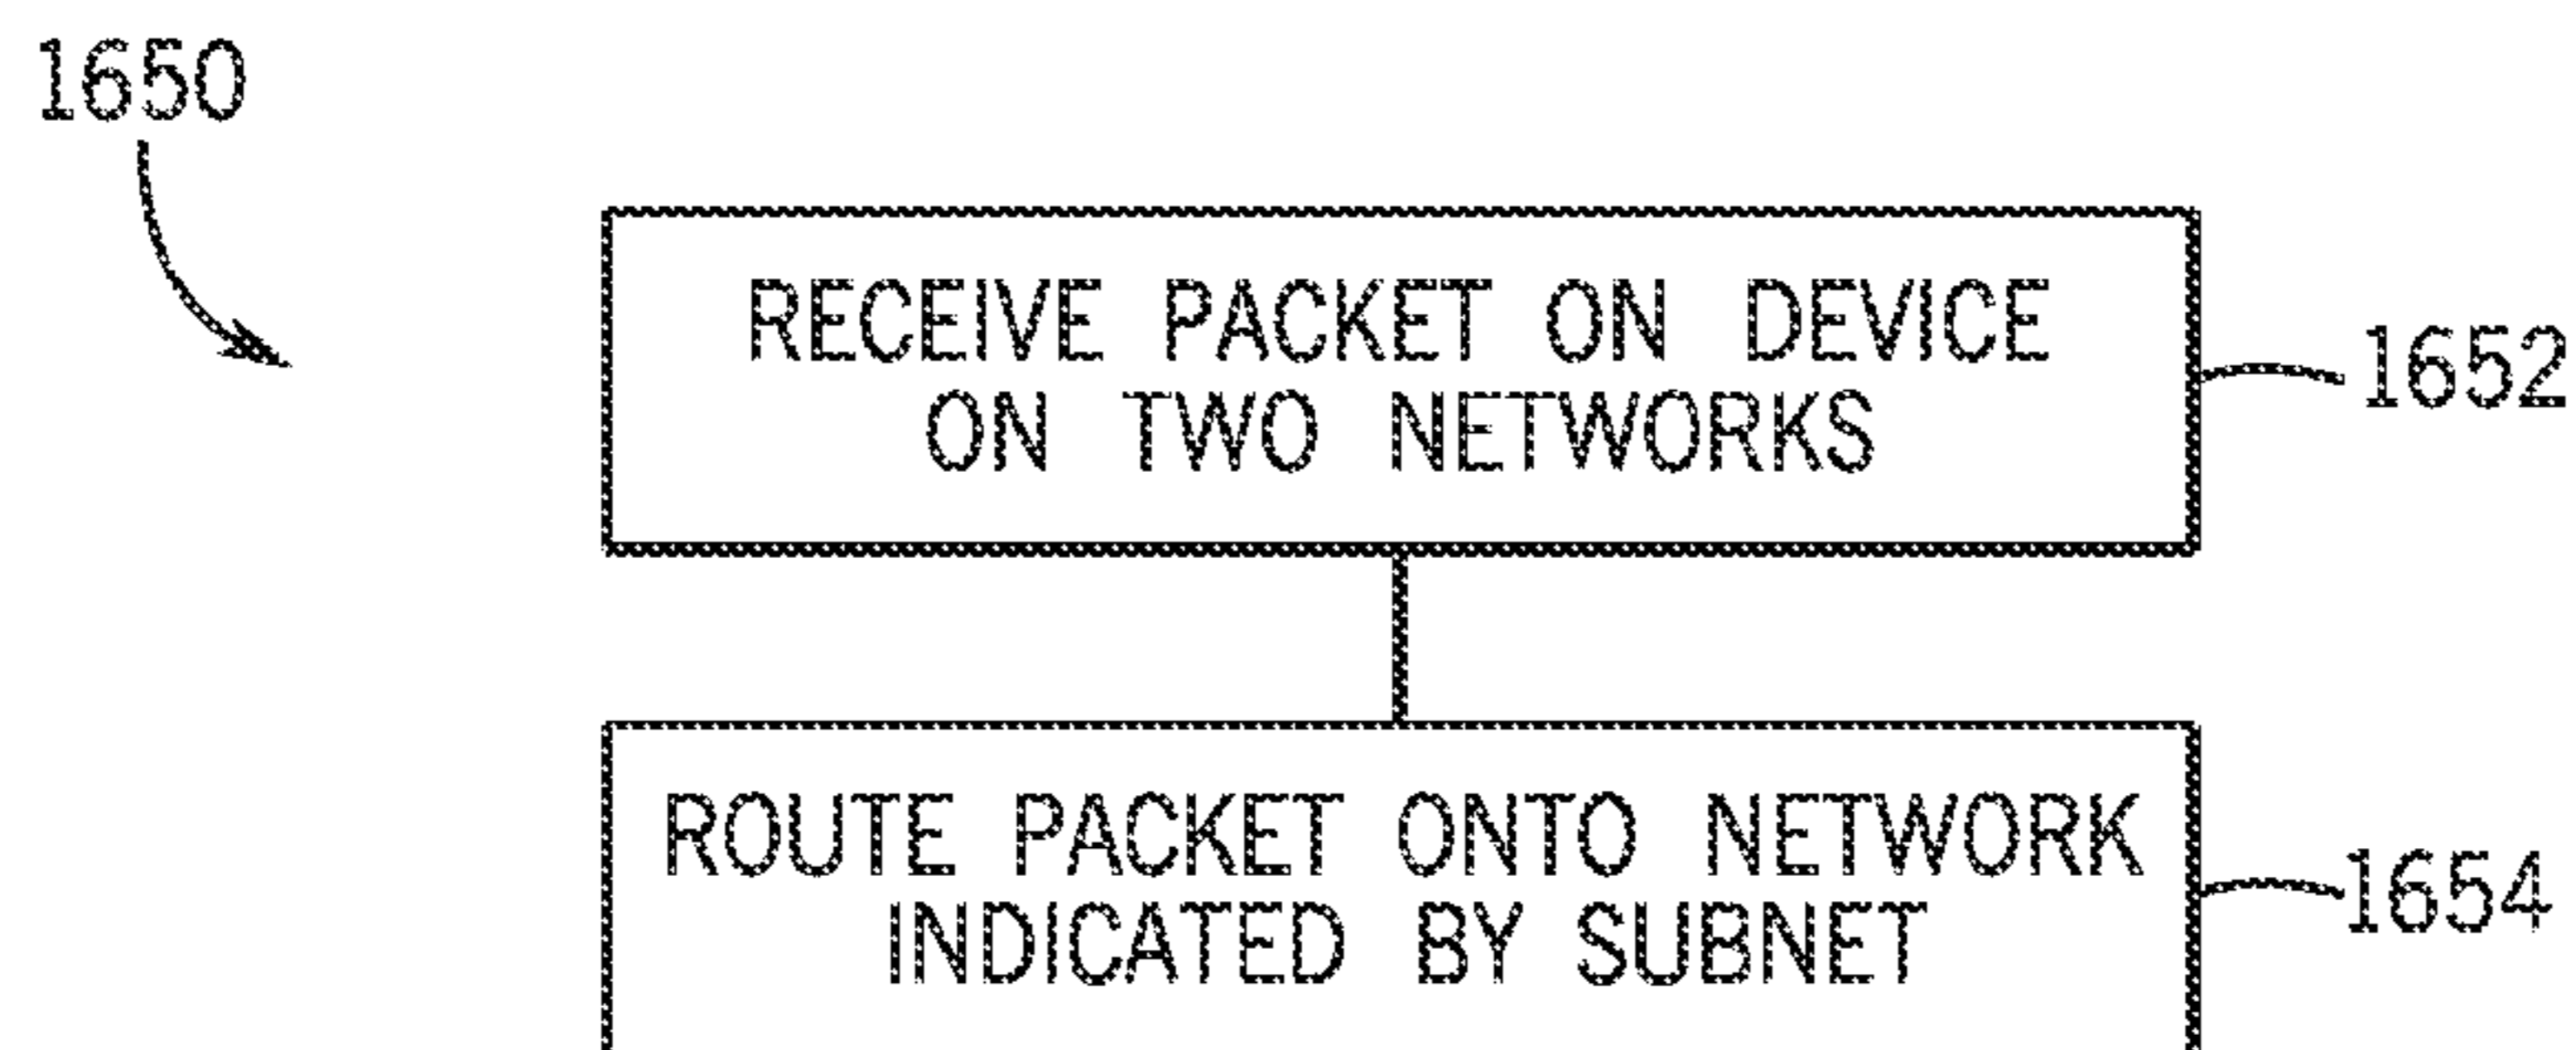 1650
RECEIVE PACKET ON DEVICE
ON TWO NETWORKS
1652
ROUTE PACKET ONTO NETWORK
INDICATED BY SUBNET
1654